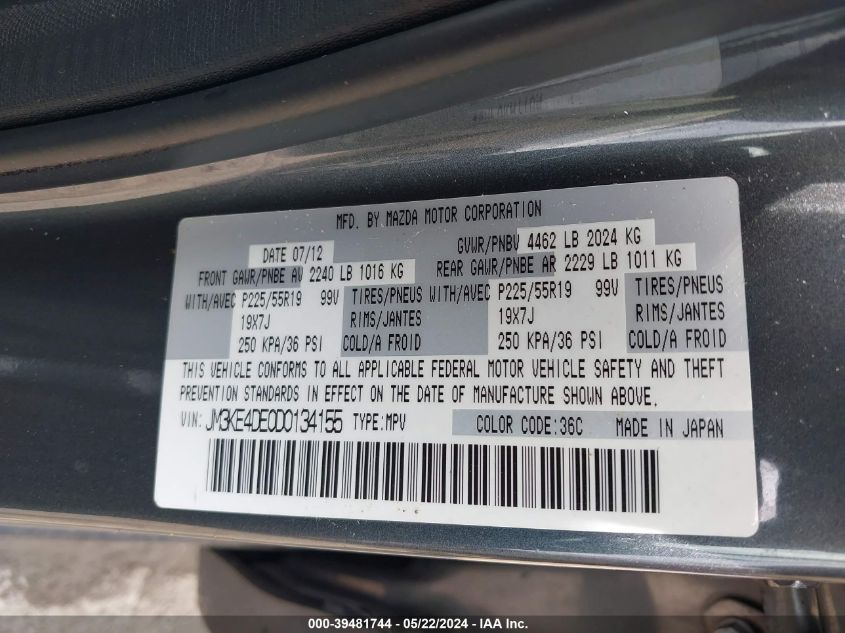 MFD. BY MAZDA MOTOR CORPORATION
DATE 07/12 GVWR/PNBV 4462 LB 2024 KG
FRONT GAWR/PNBE AV 2240 LB 1016 KG REAR GAWR/PNBE AR 2229 LB 1011 KG
WITH/AVEC P225/55R19 99V TIRES/PNEUS WITH/AVEC P225/55R19 99V TIRES/PNEUS
19X7J RIMS/JANTES 19X7J RIMS/JANTES
250 KPA/36 PSI COLD/A FROID 250 KPA/36 PSI COLD/A FROID
THIS VEHICLE CONFORMS TO ALL APPLICABLE FEDERAL MOTOR VEHICLE SAFETY AND THEFT
PREVENTION STANDARDS IN EFFECT ON THE DATE OF MANUFACTURE SHOWN ABOVE.
VIN: JM3KE4DE0D0134155 TYPE:MPV COLOR CODE:36C MADE IN JAPAN
000-39481744 - 05/22/2024 - IAA Inc.